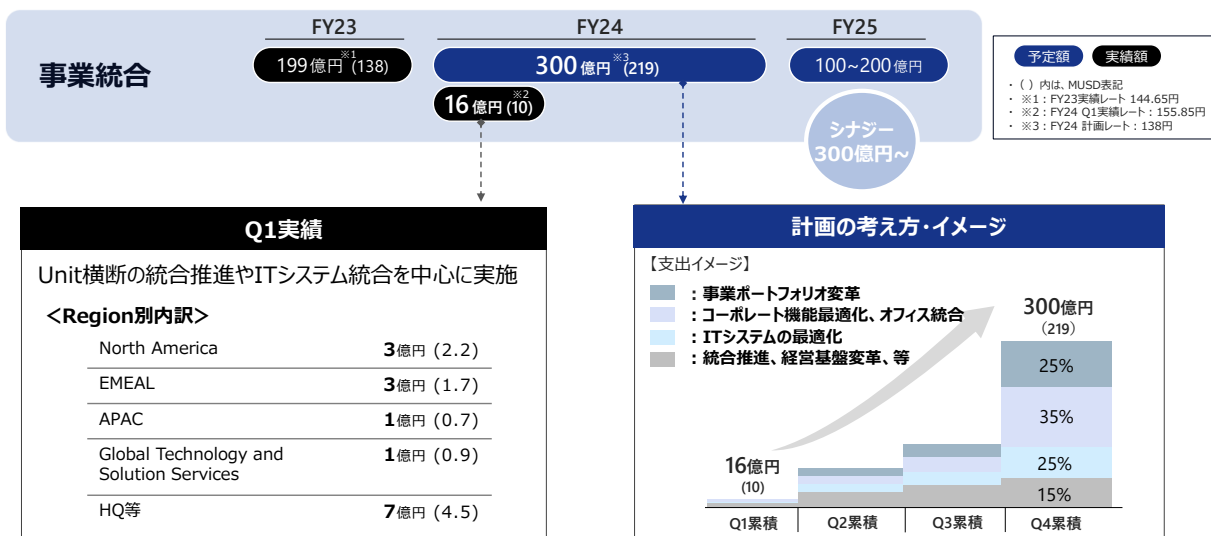 FY23
FY24
FY25
事業統合
199億円※1(138)
300億円※3(219)
100~200億円
16億円※2(10)
シナジー
300億円~
予定額 実績額
・ ( ) 内は、MUSD表記
・ ※1：FY23実績レート 144.65円
・ ※2：FY24 Q1実績レート：155.85円
・ ※3：FY24 計画レート：138円
Q1実績
Unit横断の統合推進やITシステム統合を中心に実施
＜Region別内訳＞
North America 3億円 (2.2)
EMEAL 3億円 (1.7)
APAC 1億円 (0.7)
Global Technology and
Solution Services 1億円 (0.9)
HQ等 7億円 (4.5)
計画の考え方・イメージ
【支出イメージ】
：事業ポートフォリオ変革
：コーポレート機能最適化、オフィス統合
：ITシステムの最適化
：統合推進、経営基盤変革、等
300億円
(219)
25%
35%
25%
15%
16億円
(10)
Q1累積 Q2累積 Q3累積 Q4累積